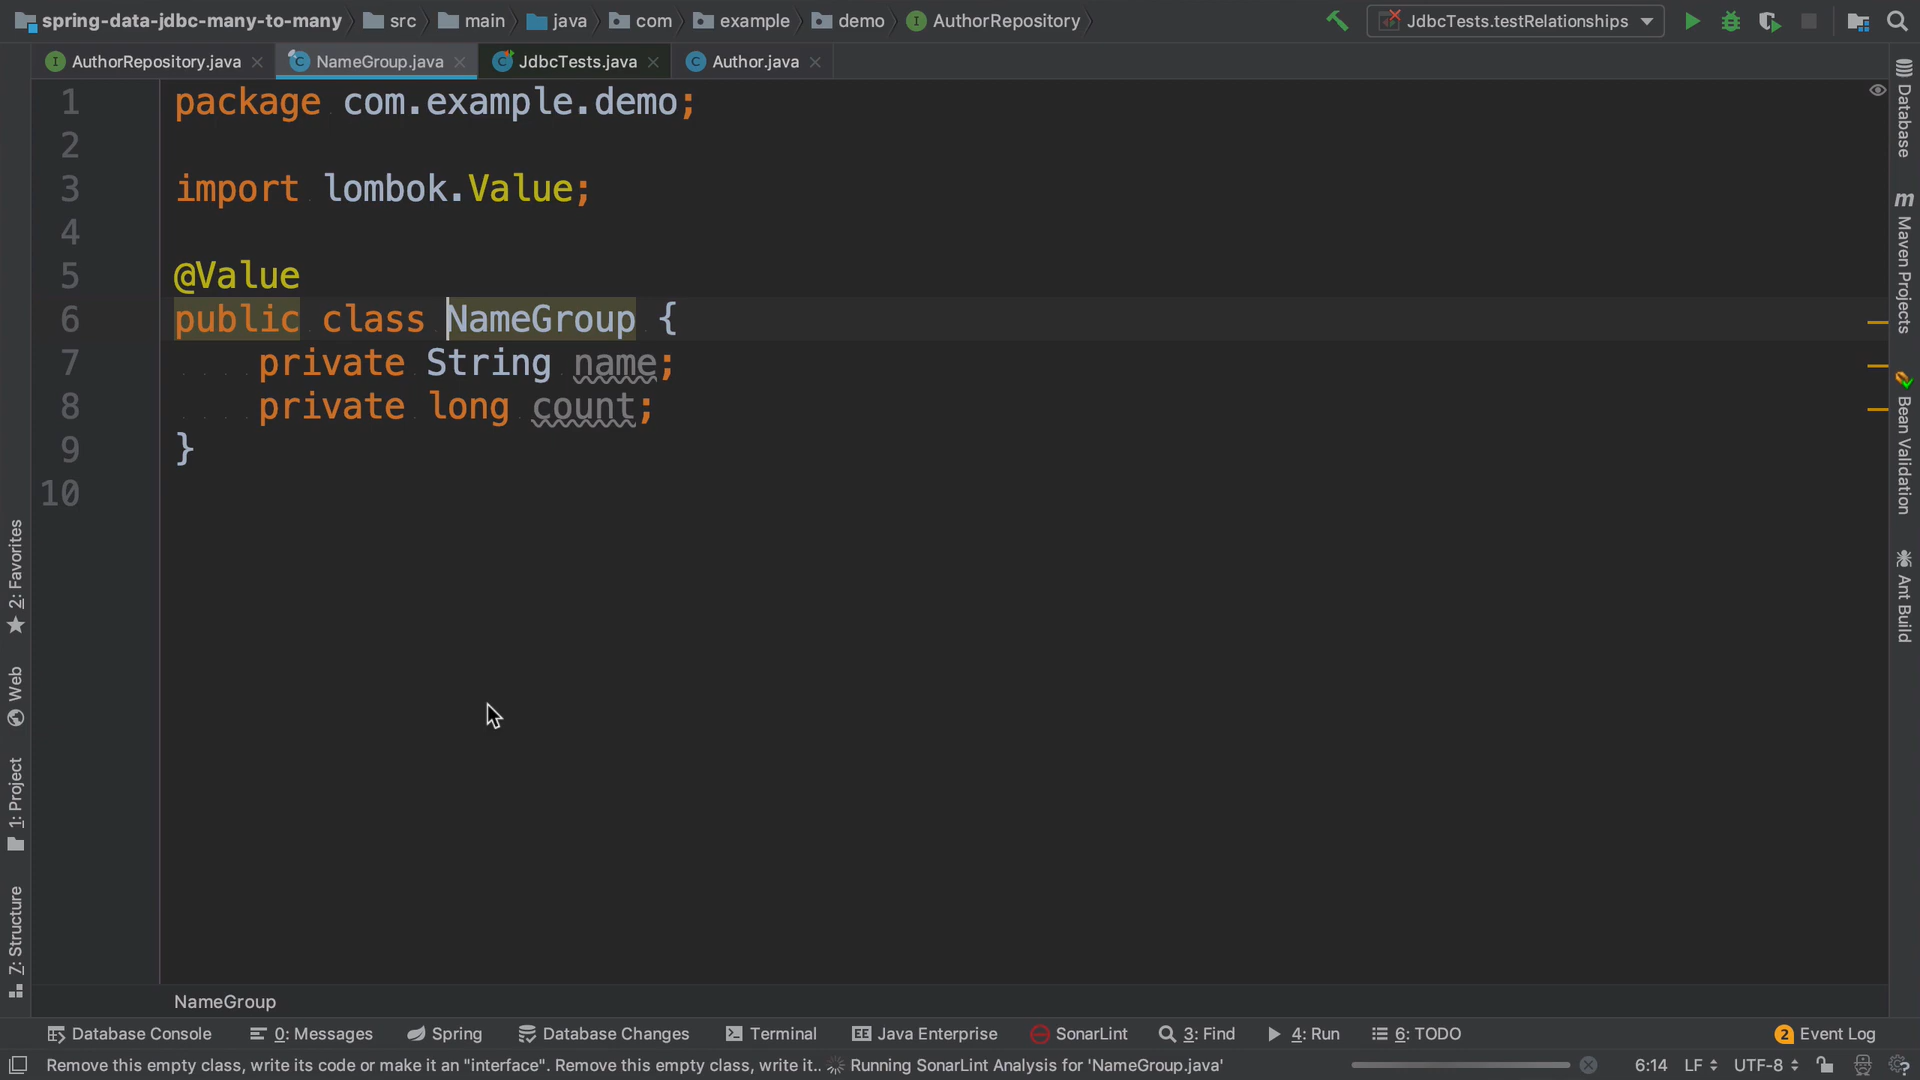 spring-data-jdbc-many-to-many src main java com example demo AuthorRepository JdbcTests.testRelationships
AuthorRepository.java NameGroup.java JdbcTests.java Author.java
1 package com.example.demo;
2
3 import lombok.Value;
4
5 @Value
6 public class NameGroup {
7 private String name;
8 private long count;
9 }
10
Database
Maven Projects
Bean Validation
Ant Build
2: Favorites
Web
1: Project
7: Structure
NameGroup
Database Console 0: Messages Spring Database Changes Terminal Java Enterprise SonarLint 3: Find 4: Run 6: TODO 2 Event Log
Remove this empty class, write its code or make it an "interface". Remove this empty class, write it.. Running SonarLint Analysis for 'NameGroup.java' 6:14 LF UTF-8